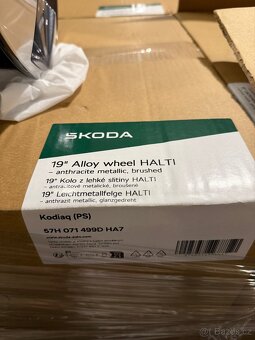 ŠKODA
19" Alloy wheel HALTI
– anthracite metallic, brushed
19" Kolo z lehké slitiny HALTI
– antracitové metalické, broušené
19" Leichtmetallfelge HALTI
– anthrazit metallic, glanzgedreht
Kodiaq (PS)
57H 071 499D HA7